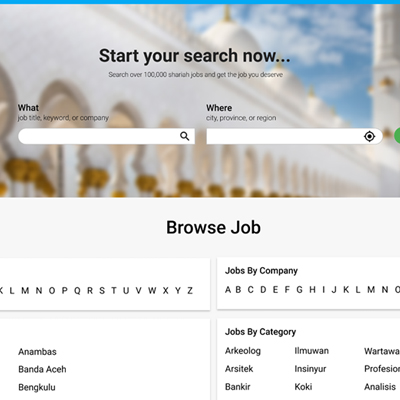 Start your search now...
Search over 100,000 shariah jobs and get the job you deserve
What
job title, keyword, or company
Where
city, province, or region
Browse Job
K L M N O P Q R S T U V W X Y Z
Jobs By Company
A B C D E F G H I J K L M N O
Anambas
Banda Aceh
Bengkulu
Jobs By Category
Arkeolog Ilmuwan Wartawa
Arsitek Insinyur Profesion
Bankir Koki Analisis